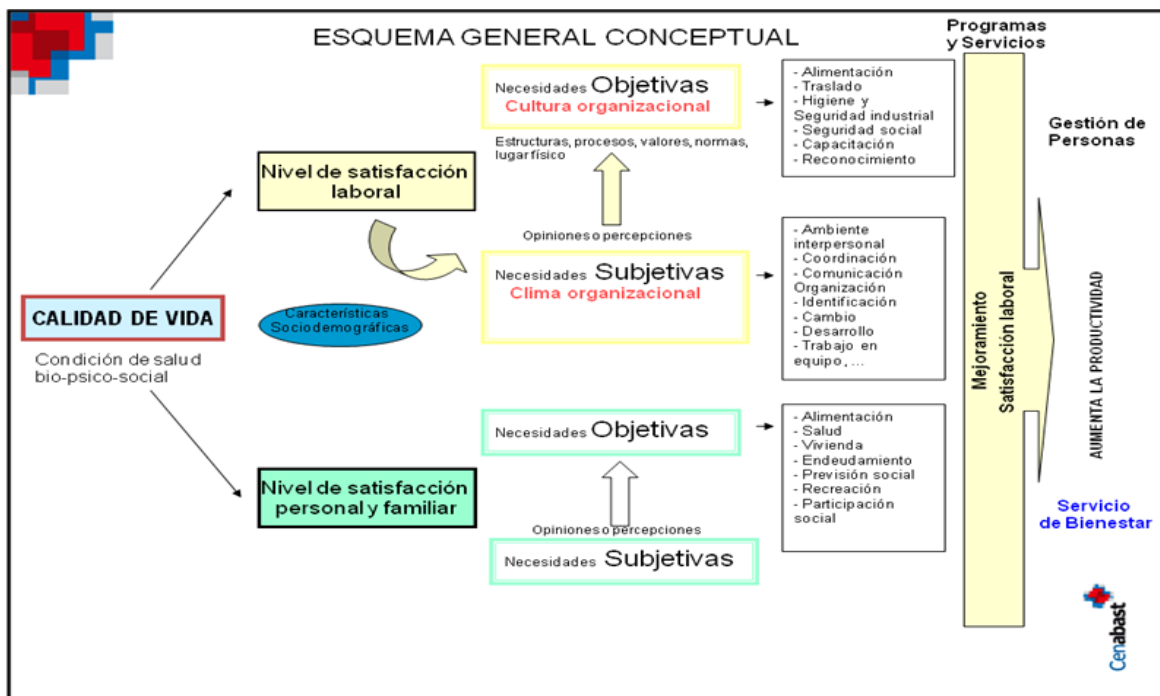 ESQUEMA GENERAL CONCEPTUAL
Programas
y Servicios
Necesidades Objetivas
Cultura organizacional
Estructuras, procesos, valores, normas,
lugar físico
- Alimentación
- Traslado
- Higiene y
Seguridad industrial
- Seguridad social
- Capacitación
- Reconocimiento
Gestión de
Personas
Nivel de satisfacción
laboral
Opiniones o percepciones
Necesidades Subjetivas
Clima organizacional
- Ambiente
interpersonal
- Coordinación
- Comunicación
Organización
- Identificación
- Cambio
- Desarrollo
- Trabajo en
equipo, ...
CALIDAD DE VIDA
Condición de salud
bio-psico-social
Características
Sociodemográficas
Mejoramiento
Satisfacción laboral
AUMENTA LA PRODUCTIVIDAD
Necesidades Objetivas
- Alimentación
- Salud
- Vivienda
- Endeudamiento
- Previsión social
- Recreación
- Participación
social
Nivel de satisfacción
personal y familiar
Opiniones o percepciones
Necesidades Subjetivas
Servicio
de Bienestar
Cenabast